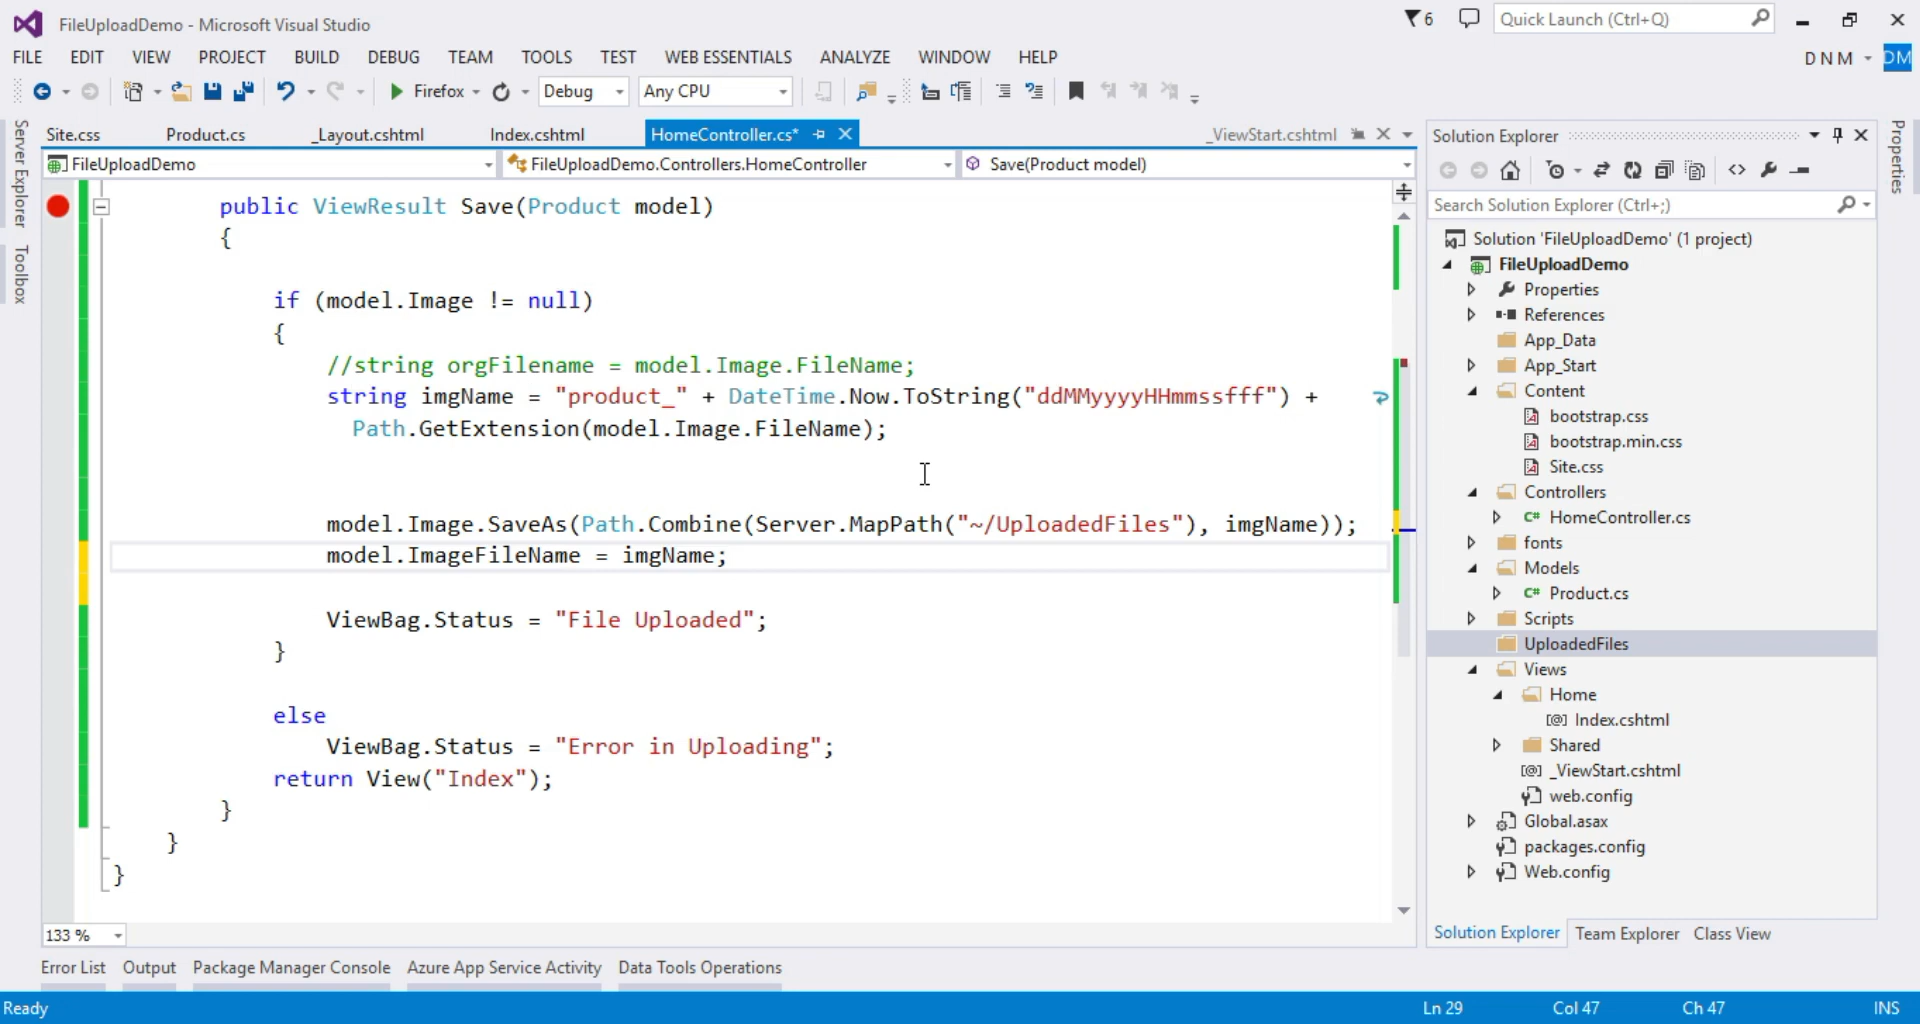 FileUploadDemo - Microsoft Visual Studio
6
Quick Launch (Ctrl+Q)
FILE EDIT VIEW PROJECT BUILD DEBUG TEAM TOOLS TEST WEB ESSENTIALS ANALYZE WINDOW HELP
D N M DM
Firefox Debug Any CPU
Server Explorer
Toolbox
Site.css Product.cs _Layout.cshtml Index.cshtml HomeController.cs* _ViewStart.cshtml
FileUploadDemo FileUploadDemo.Controllers.HomeController Save(Product model)
public ViewResult Save(Product model)
{
if (model.Image != null)
{
//string orgFilename = model.Image.FileName;
string imgName = "product_" + DateTime.Now.ToString("ddMMyyyyHHmmssfff") +
Path.GetExtension(model.Image.FileName);
model.Image.SaveAs(Path.Combine(Server.MapPath("~/UploadedFiles"), imgName));
model.ImageFileName = imgName;
ViewBag.Status = "File Uploaded";
}
else
ViewBag.Status = "Error in Uploading";
return View("Index");
}
}
}
133 %
Solution Explorer
Search Solution Explorer (Ctrl+;)
Solution 'FileUploadDemo' (1 project)
FileUploadDemo
Properties
References
App_Data
App_Start
Content
bootstrap.css
bootstrap.min.css
Site.css
Controllers
C# HomeController.cs
fonts
Models
C# Product.cs
Scripts
UploadedFiles
Views
Home
[@] Index.cshtml
Shared
[@] _ViewStart.cshtml
web.config
Global.asax
packages.config
Web.config
Solution Explorer Team Explorer Class View
Properties
Error List Output Package Manager Console Azure App Service Activity Data Tools Operations
Ready Ln 29 Col 47 Ch 47 INS